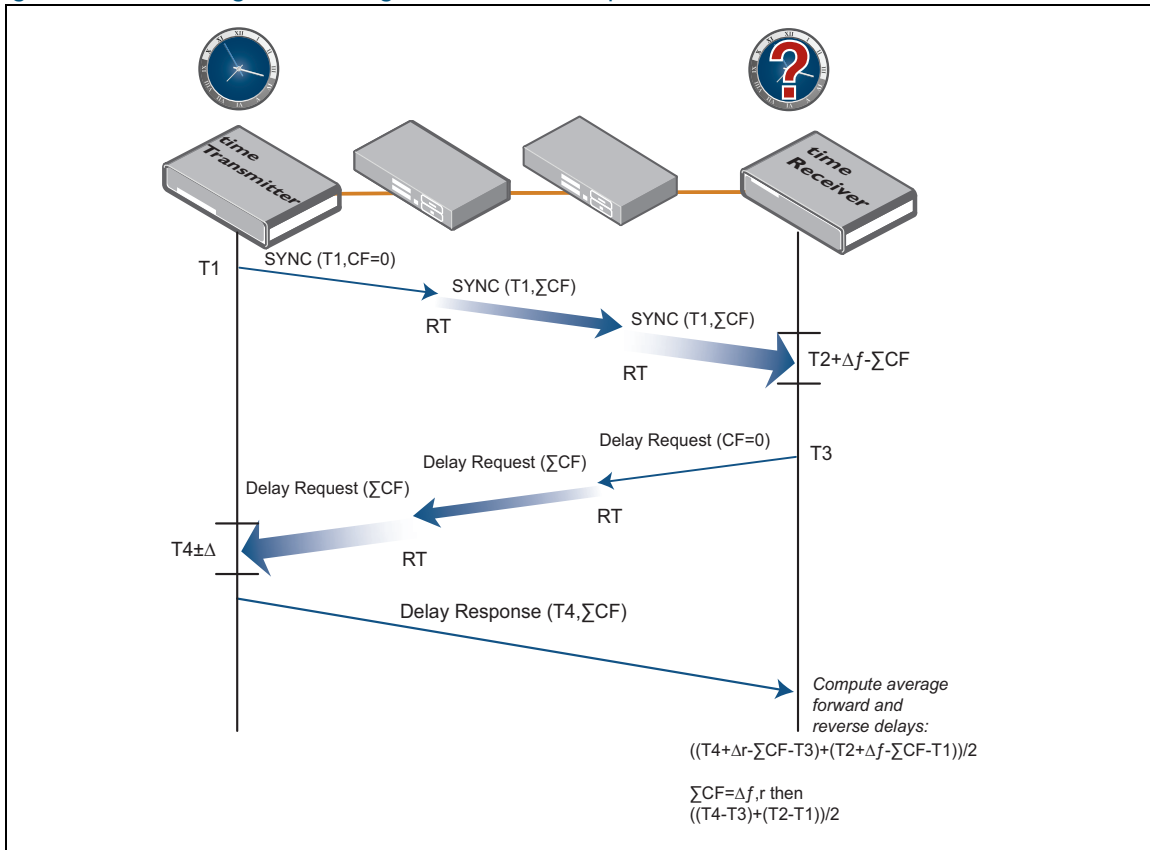 time
Transmitter
time
Receiver
?
T1
SYNC (T1,CF=0)
SYNC (T1,∑CF)
RT
SYNC (T1,∑CF)
RT
T2+∆ƒ-∑CF
Delay Request (CF=0)
T3
Delay Request (∑CF)
RT
Delay Request (∑CF)
RT
T4±∆
Delay Response (T4,∑CF)
Compute average
forward and
reverse delays:
((T4+∆r-∑CF-T3)+(T2+∆ƒ-∑CF-T1))/2
∑CF=∆ƒ,r then
((T4-T3)+(T2-T1))/2